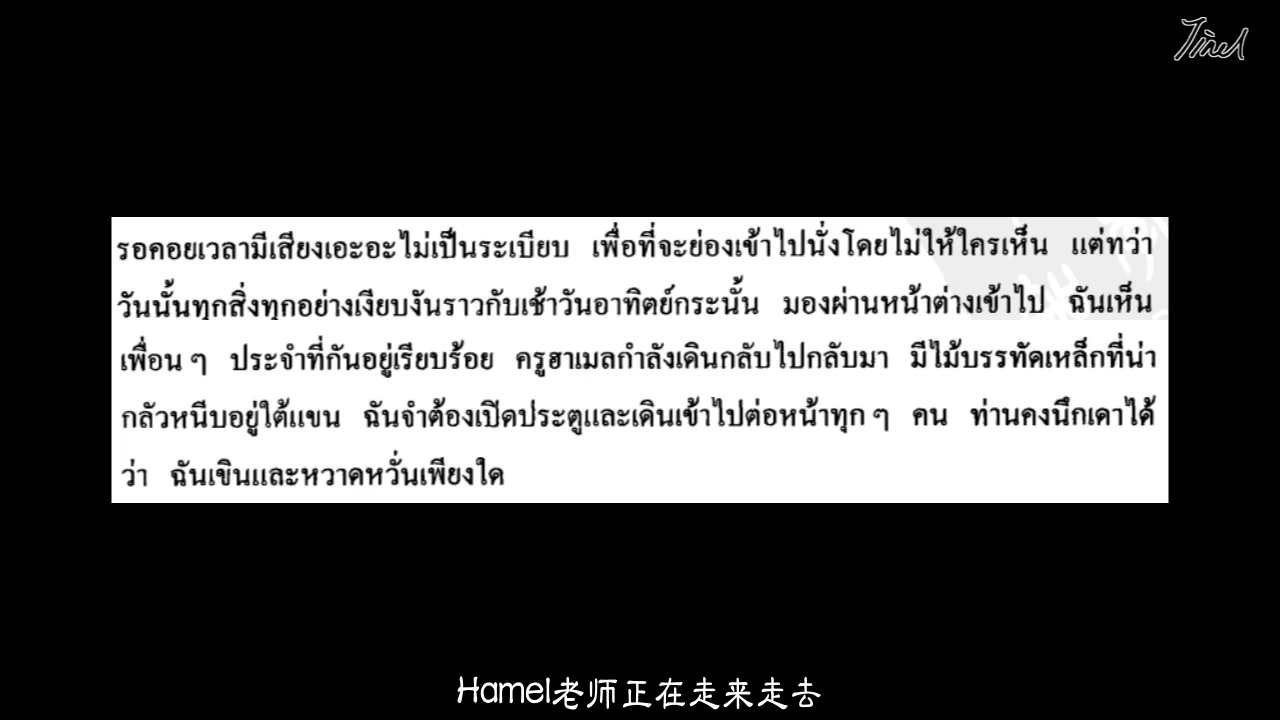 รอคอยเวลามีเสียงเอะอะไม่เป็นระเบียบ เพื่อที่จะย่องเข้าไปนั่งโดยไม่ให้ใครเห็น แต่ทว่า
วันนั้นทุกสิ่งทุกอย่างเงียบงันราวกับเช้าวันอาทิตย์กระนั้น มองผ่านหน้าต่างเข้าไป ฉันเห็น
เพื่อน ๆ ประจำที่กันอยู่เรียบร้อย ครูฮาเมลกำลังเดินกลับไปกลับมา มีไม้บรรทัดเหล็กที่น่า
กลัวหนีบอยู่ใต้แขน ฉันจำต้องเปิดประตูและเดินเข้าไปต่อหน้าทุก ๆ คน ท่านคงนึกเดาได้
ว่า ฉันเขินและหวาดหวั่นเพียงใด
Hamel老师正在走来走去